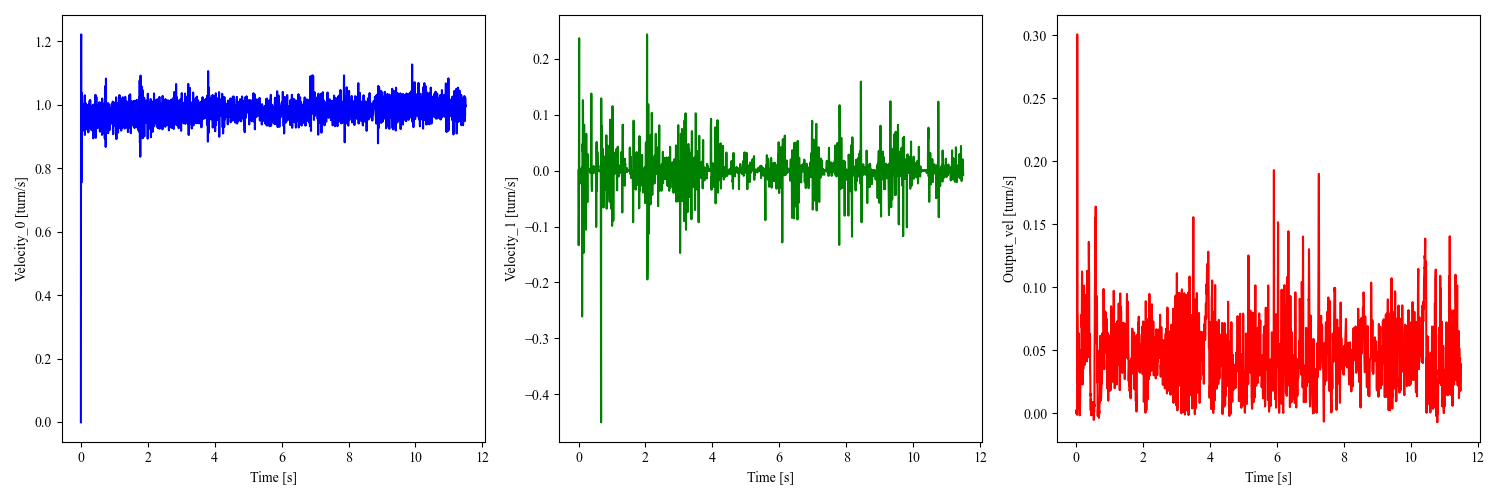 Velocity_0 [turn/s]
1.2
1.0
0.8
0.6
0.4
0.2
0.0
0 2 4 6 8 10 12
Time [s]
Velocity_1 [turn/s]
0.2
0.1
0.0
−0.1
−0.2
−0.3
−0.4
0 2 4 6 8 10 12
Time [s]
Output_vel [turn/s]
0.30
0.25
0.20
0.15
0.10
0.05
0.00
0 2 4 6 8 10 12
Time [s]